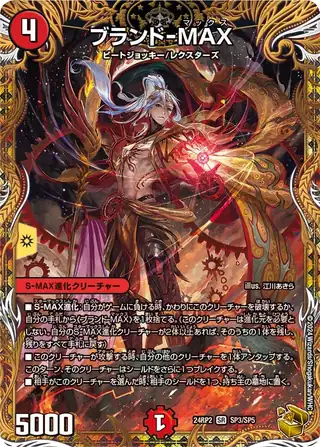 4
マックス
ブランド-MAX
ビートジョッキー/レクスターズ
S-MAX進化クリーチャー
illus. 江川あきら
■S-MAX進化:自分がゲームに負ける時、かわりにこのクリーチャーを破壊するか、
自分の手札から《ブランド-MAX》を1枚捨てる。(このクリーチャーは進化元を必要と
しない。自分のS-MAX進化クリーチャーが2体以上あれば、そのうちの1体を残し、
残りをすべて手札に戻す)
■このクリーチャーが攻撃する時、自分の他のクリーチャーを1体アンタップする。
このターン、そのクリーチャーはシールドをさらに1つブレイクする。
■相手がこのクリーチャーを選んだ時、相手のシールドを1つ、持ち主の墓地に置く。
5000
24RP2 SR SP3/SP5